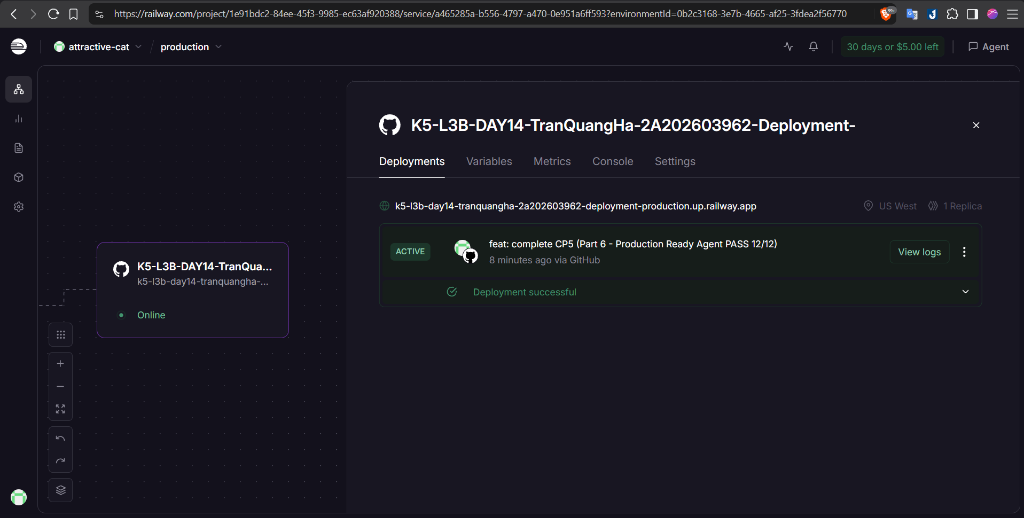 https://railway.com/project/1e91bdc2-84ee-45f3-9985-ec63af920388/service/a465285a-b556-4797-a470-0e951a6ff593?environmentId=0b2c3168-3e7b-4665-af25-3fdea2f56770
attractive-cat / production
30 days or $5.00 left
Agent
K5-L3B-DAY14-TranQuangHa-2A202603962-Deployment-
Deployments Variables Metrics Console Settings
k5-l3b-day14-tranquangha-2a202603962-deployment-production.up.railway.app
US West
1 Replica
ACTIVE
feat: complete CP5 (Part 6 - Production Ready Agent PASS 12/12)
8 minutes ago via GitHub
View logs
Deployment successful
K5-L3B-DAY14-TranQua...
k5-l3b-day14-tranquangha-...
Online